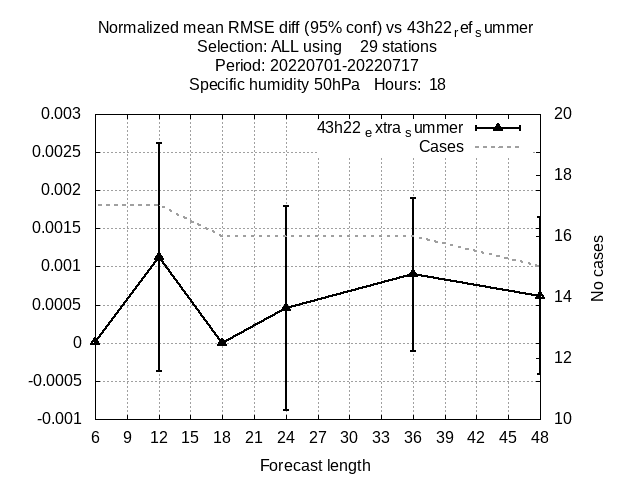 Normalized mean RMSE diff (95% conf) vs 43h22refsummer
Selection: ALL using 29 stations
Period: 20220701-20220717
Specific humidity 50hPa Hours: 18
43h22extrasummer
Cases
0.003
0.0025
0.002
0.0015
0.001
0.0005
0
-0.0005
-0.001
20
18
16
14
12
10
No cases
6 9 12 15 18 21 24 27 30 33 36 39 42 45 48
Forecast length